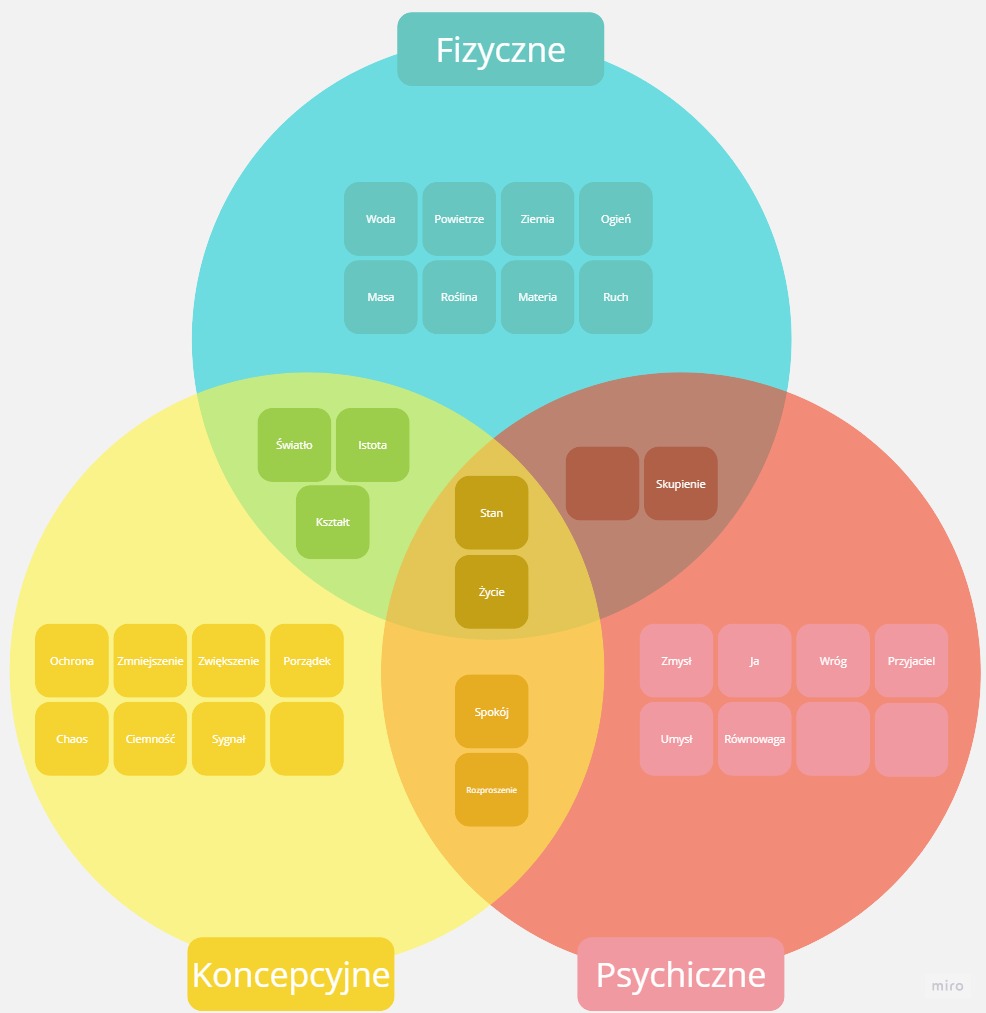 Fizyczne
Woda Powietrze Ziemia Ogień
Masa Roślina Materia Ruch
Światło Istota
Kształt
Skupienie
Stan
Życie
Ochrona Zmniejszenie Zwiększenie Porządek
Chaos Ciemność Sygnał
Spokój
Rozproszenie
Zmysł Ja Wróg Przyjaciel
Umysł Równowaga
Koncepcyjne
Psychiczne
miro